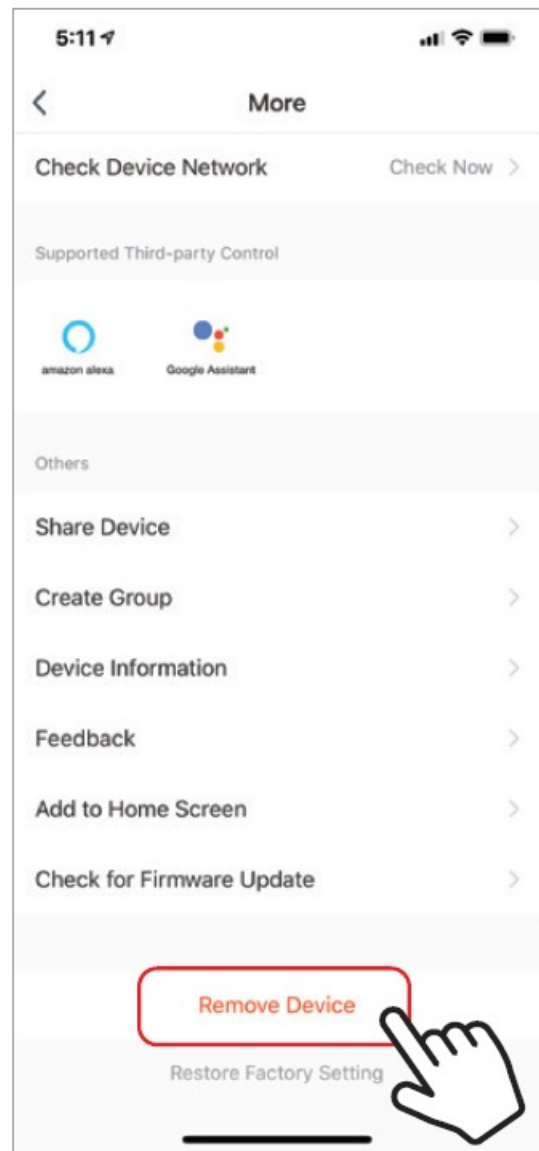 5:11
More
Check Device Network Check Now
Supported Third-party Control
amazon alexa Google Assistant
Others
Share Device
Create Group
Device Information
Feedback
Add to Home Screen
Check for Firmware Update
Remove Device
Restore Factory Setting